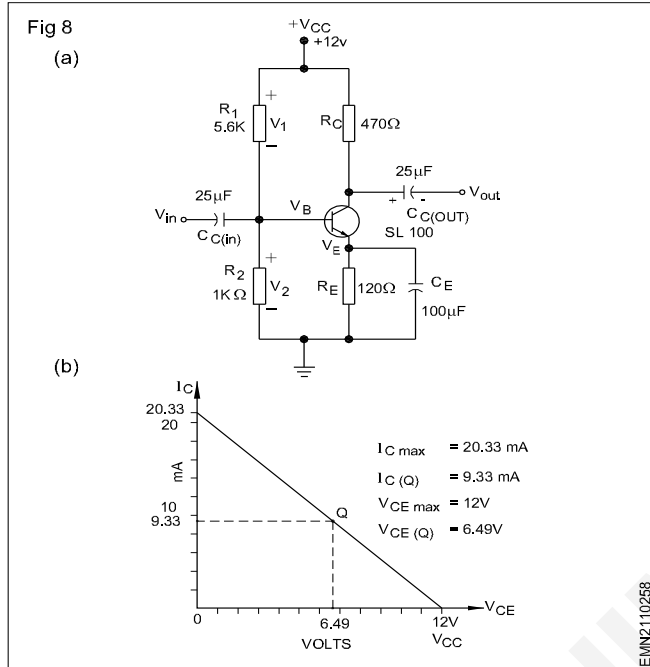 Fig 8
(a)
+VCC
+12v
R1
5.6K
+
V1
–
RC
470Ω
25µF
Vin
CC(in)
VB
25µF
+ -
Vout
CC(OUT)
SL 100
VE
R2
1KΩ
+
V2
–
RE
120Ω
CE
100µF
(b)
IC
20.33
20
mA
10
9.33
Q
IC max = 20.33 mA
IC (Q) = 9.33 mA
VCE max = 12V
VCE (Q) = 6.49V
0
6.49
12V
VCE
VOLTS
VCC
EMN2110258